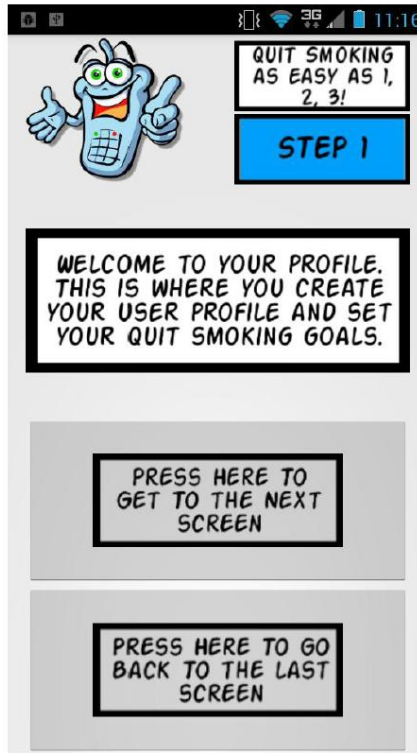 3G 11:16
QUIT SMOKING
AS EASY AS 1,
2, 3!
STEP 1
WELCOME TO YOUR PROFILE.
THIS IS WHERE YOU CREATE
YOUR USER PROFILE AND SET
YOUR QUIT SMOKING GOALS.
PRESS HERE TO
GET TO THE NEXT
SCREEN
PRESS HERE TO GO
BACK TO THE LAST
SCREEN